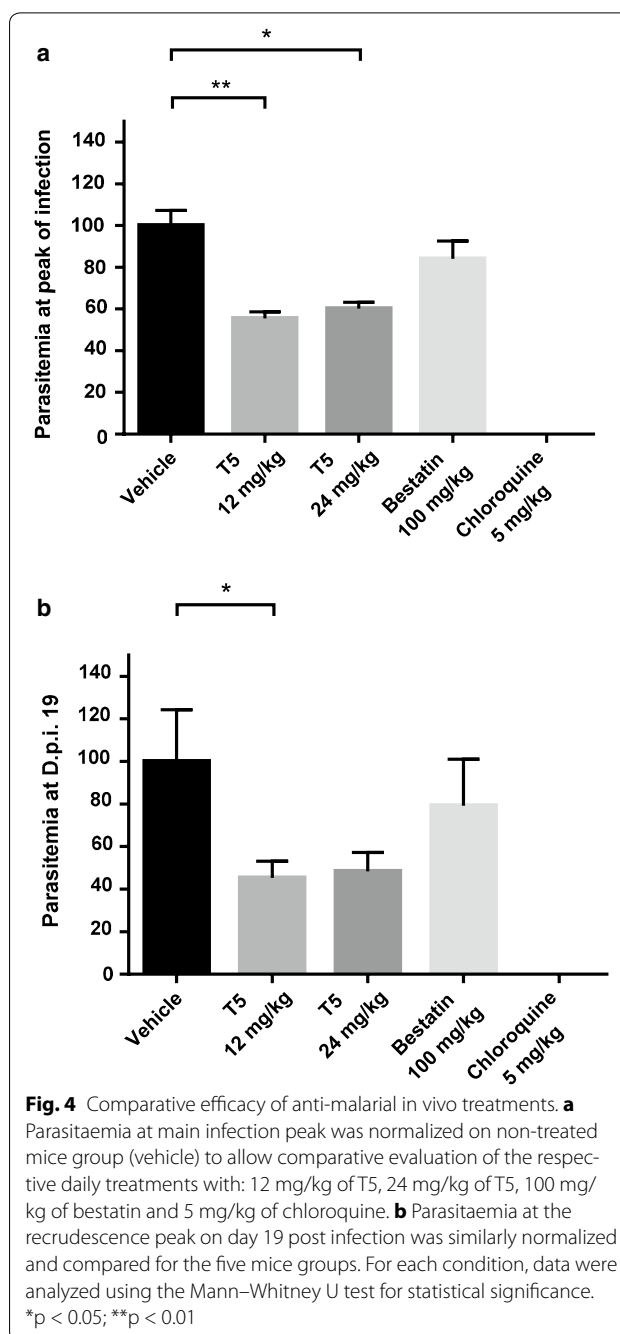 a
*
**
Parasitemia at peak of infection
140
120
100
80
60
40
20
0
Vehicle
T5
12 mg/kg
T5
24 mg/kg
Bestatin
100 mg/kg
Chloroquine
5 mg/kg
b
*
Parasitemia at D.p.i. 19
140
120
100
80
60
40
20
0
Vehicle
T5
12 mg/kg
T5
24 mg/kg
Bestatin
100 mg/kg
Chloroquine
5 mg/kg
Fig. 4 Comparative efficacy of anti-malarial in vivo treatments. a
Parasitaemia at main infection peak was normalized on non-treated
mice group (vehicle) to allow comparative evaluation of the respec-
tive daily treatments with: 12 mg/kg of T5, 24 mg/kg of T5, 100 mg/
kg of bestatin and 5 mg/kg of chloroquine. b Parasitaemia at the
recrudescence peak on day 19 post infection was similarly normalized
and compared for the five mice groups. For each condition, data were
analyzed using the Mann–Whitney U test for statistical significance.
*p < 0.05; **p < 0.01